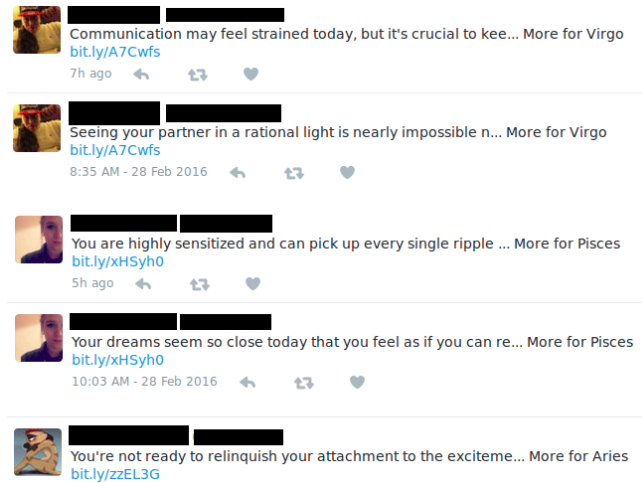 Communication may feel strained today, but it's crucial to kee... More for Virgo
bit.ly/A7Cwfs
7h ago
Seeing your partner in a rational light is nearly impossible n... More for Virgo
bit.ly/A7Cwfs
8:35 AM - 28 Feb 2016
You are highly sensitized and can pick up every single ripple ... More for Pisces
bit.ly/xHSyh0
5h ago
Your dreams seem so close today that you feel as if you can re... More for Pisces
bit.ly/xHSyh0
10:03 AM - 28 Feb 2016
You're not ready to relinquish your attachment to the exciteme... More for Aries
bit.ly/zzEL3G